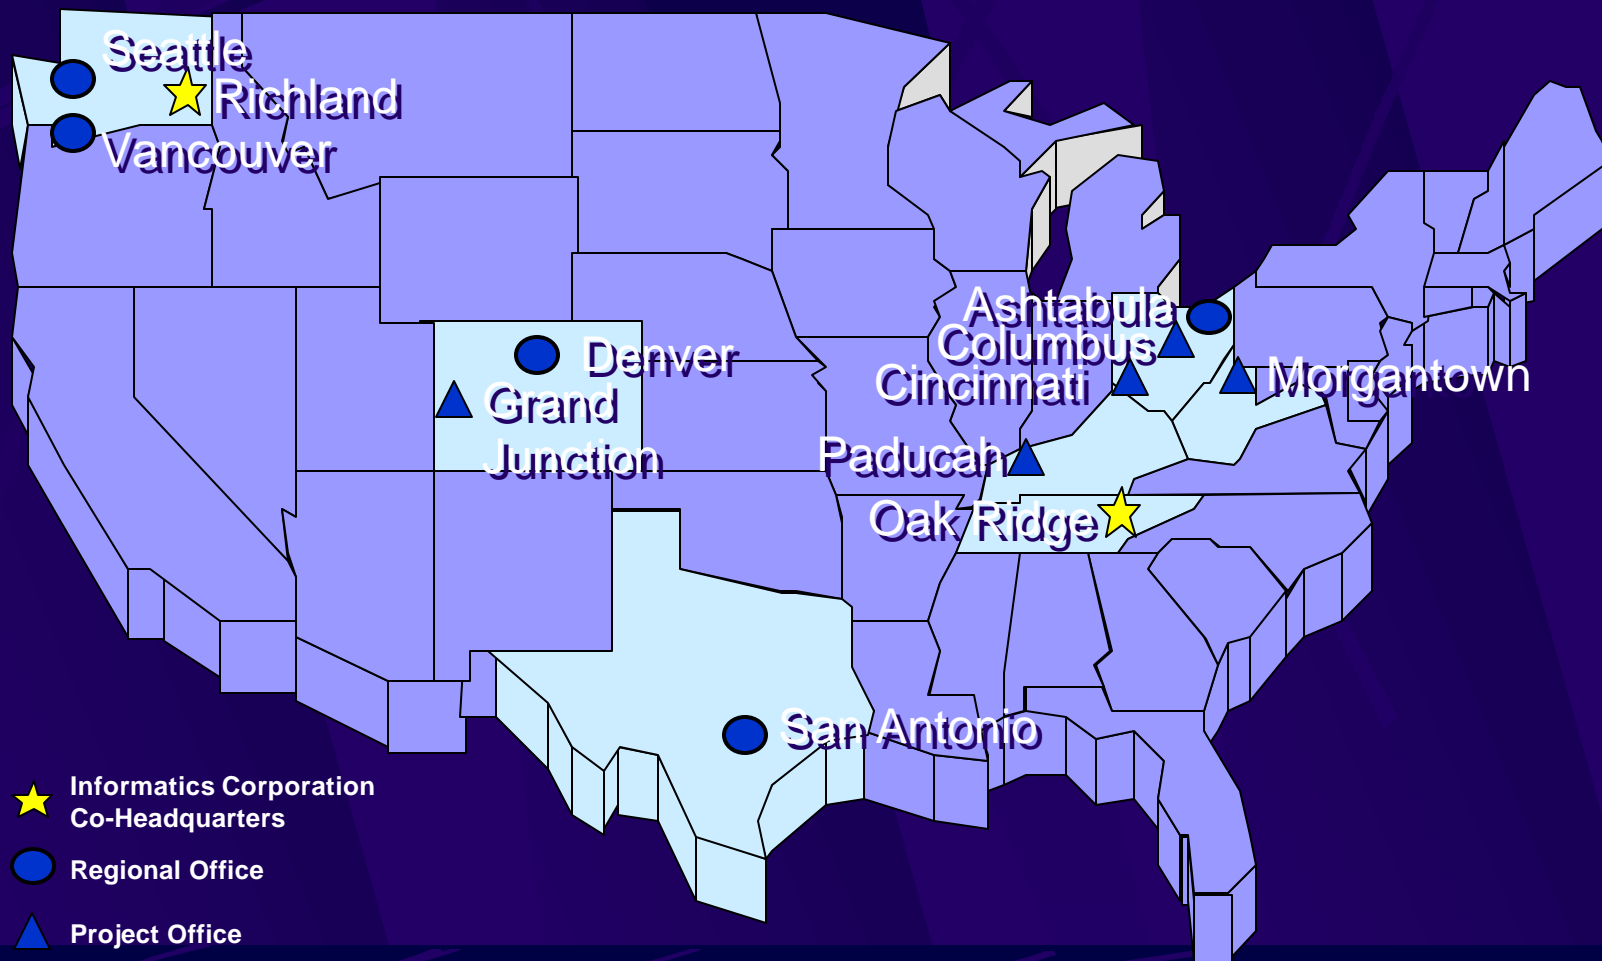 Seattle
Richland
Vancouver
Ashtabula
Columbus
Denver
Cincinnati
Morgantown
Grand
Junction
Paducah
Oak Ridge
San Antonio
Informatics Corporation
Co-Headquarters
Regional Office
Project Office